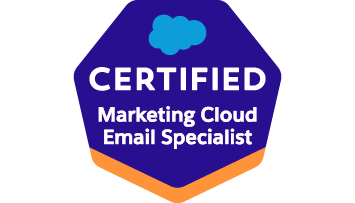 CERTIFIED
Marketing Cloud
Email Specialist